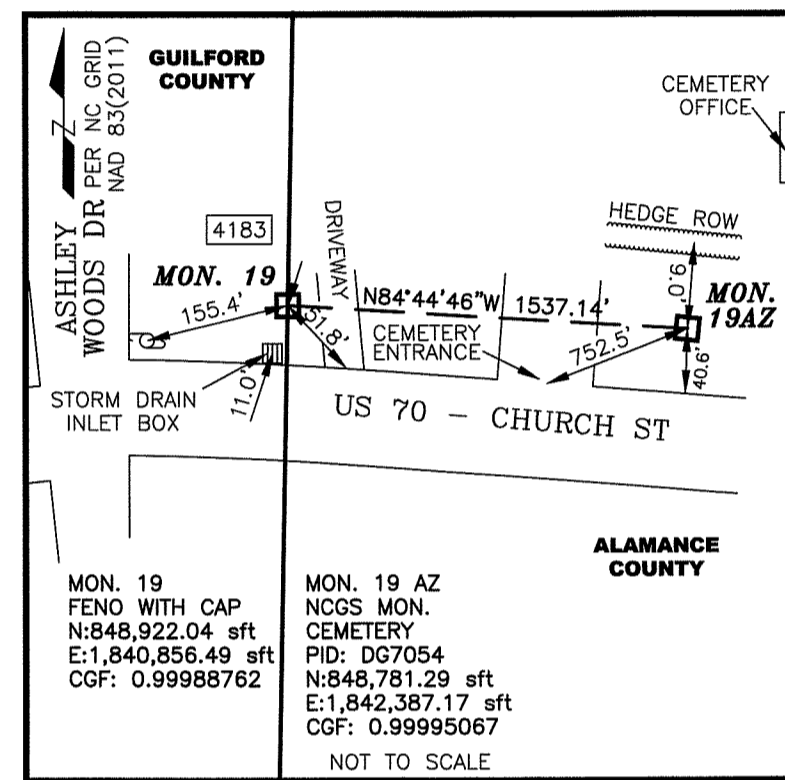 GUILFORD
COUNTY
PER NC GRID
NAD 83(2011)
Z
CEMETERY
OFFICE
ASHLEY
WOODS DR
4183
DRIVEWAY
HEDGE ROW
MON. 19
155.4'
51.8'
N84°44'46"W 1537.14'
9.0'
MON.
19AZ
CEMETERY
ENTRANCE
752.5'
40.6'
STORM DRAIN
INLET BOX
11.0'
US 70 - CHURCH ST
ALAMANCE
COUNTY
MON. 19
FENO WITH CAP
N:848,922.04 sft
E:1,840,856.49 sft
CGF: 0.99988762
MON. 19 AZ
NCGS MON.
CEMETERY
PID: DG7054
N:848,781.29 sft
E:1,842,387.17 sft
CGF: 0.99995067
NOT TO SCALE